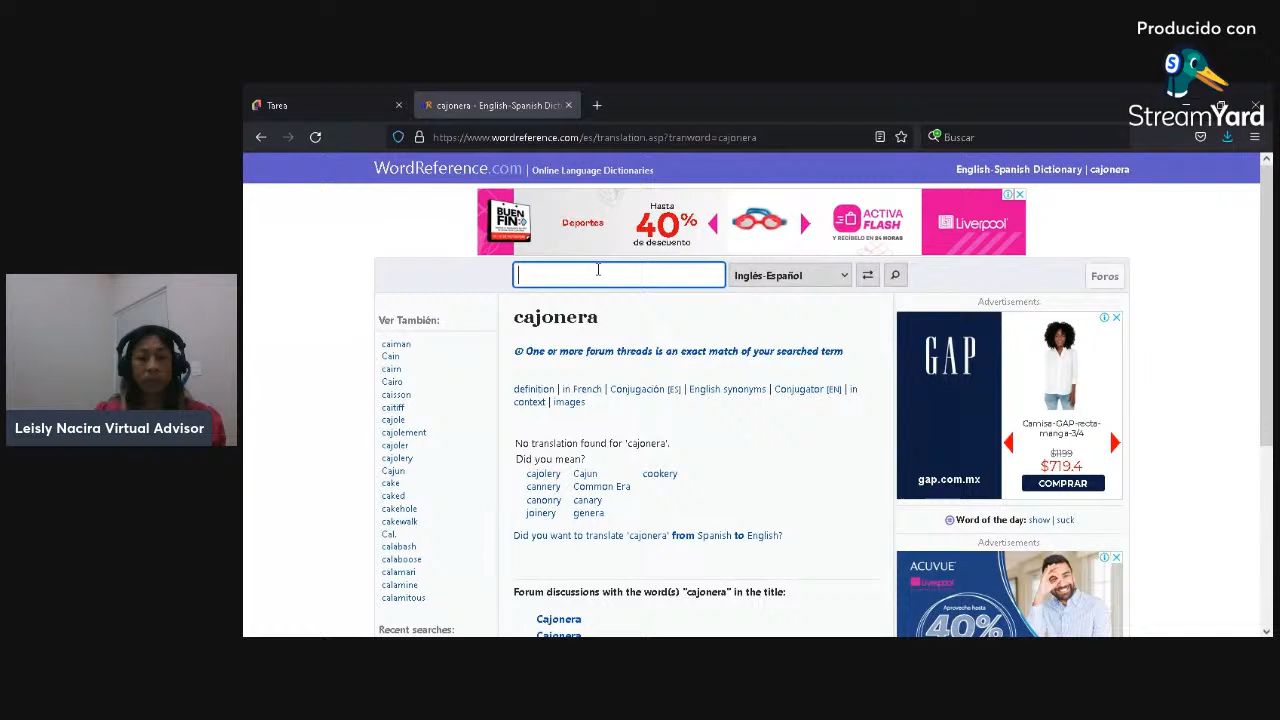 Producido con
StreamYard
Tarea
cajonera - English-Spanish Dict
https://www.wordreference.com/es/translation.asp?tranword=cajonera
Buscar
WordReference.com | Online Language Dictionaries
English-Spanish Dictionary | cajonera
BUEN
FIN
Deportes
Hasta
40%
de descuento
ACTIVA
FLASH
Y RECÍBELO EN 24 HORAS
Liverpool
Inglés-Español
Foros
Ver También:
caiman
Cain
cairn
Cairo
caisson
caitiff
cajole
cajolement
cajoler
cajolery
Cajun
cake
caked
cakehole
cakewalk
Cal.
calabash
calaboose
calamari
calamine
calamitous
Recent searches:
cajonera
One or more forum threads is an exact match of your searched term
definition | in French | Conjugación [ES] | English synonyms | Conjugator [EN] | in
context | images
No translation found for 'cajonera'.
Did you mean?
cajolery Cajun cookery
cannery Common Era
canonry canary
joinery genera
Did you want to translate 'cajonera' from Spanish to English?
Forum discussions with the word(s) "cajonera" in the title:
Cajonera
Cajonera
Advertisements
GAP
gap.com.mx
Camisa-GAP-recta-
manga-3/4
$1199
$719.4
COMPRAR
Word of the day: show | suck
Advertisements
ACUVUE
Liverpool
Aprovecha hasta
40%
Leisly Nacira Virtual Advisor